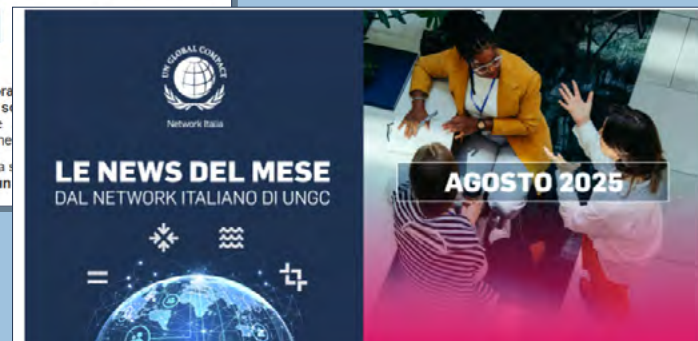 UN GLOBAL COMPACT
Network Italia
LE NEWS DEL MESE
DAL NETWORK ITALIANO DI UNGC
AGOSTO 2025